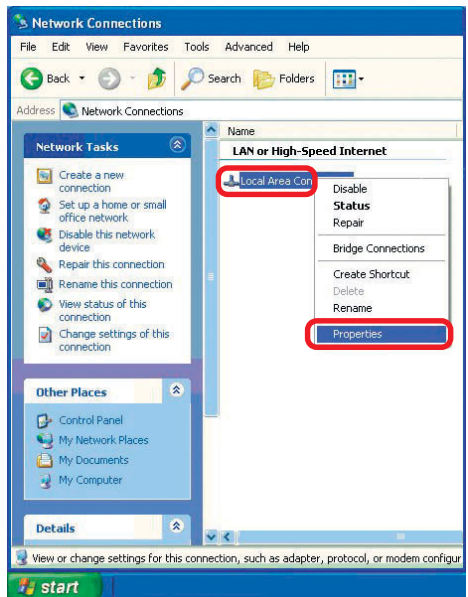 Network Connections
File Edit View Favorites Tools Advanced Help
Back Search Folders
Address Network Connections
Network Tasks
Create a new
connection
Set up a home or small
office network
Disable this network
device
Repair this connection
Rename this connection
View status of this
connection
Change settings of this
connection
Other Places
Control Panel
My Network Places
My Documents
My Computer
Details
Name
LAN or High-Speed Internet
Local Area Con
Disable
Status
Repair
Bridge Connections
Create Shortcut
Delete
Rename
Properties
View or change settings for this connection, such as adapter, protocol, or modem configur
start